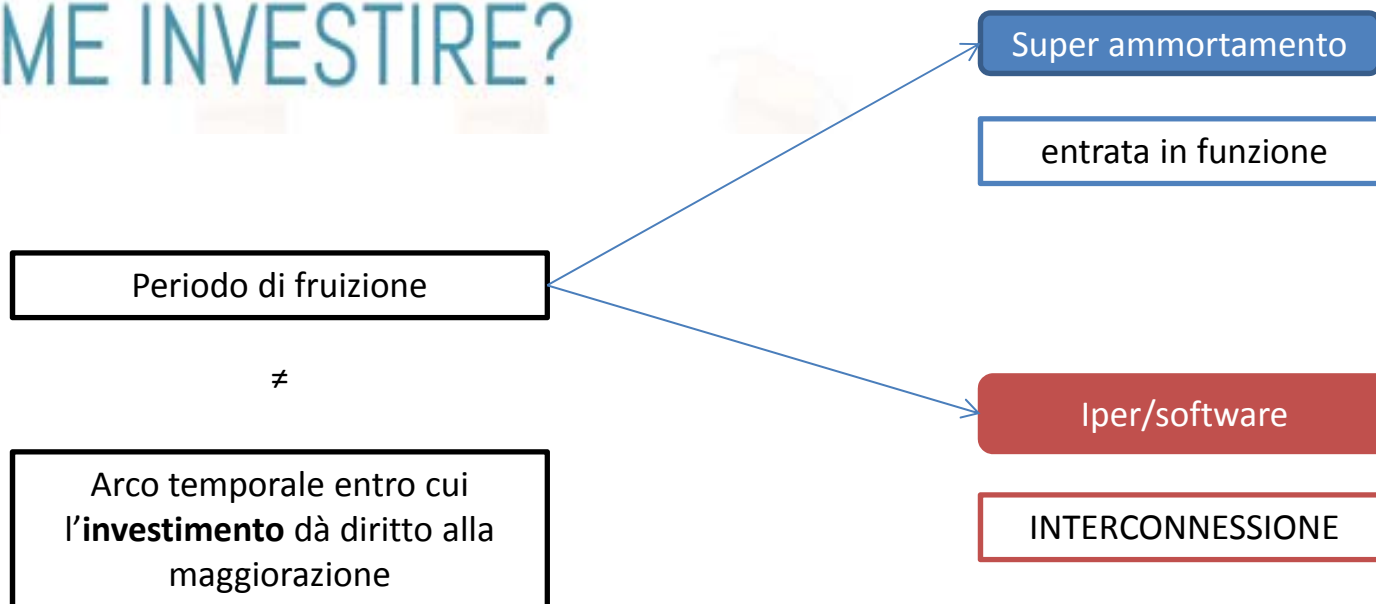 ME INVESTIRE?
Super ammortamento
entrata in funzione
Periodo di fruizione
≠
Arco temporale entro cui
l’investimento dà diritto alla
maggiorazione
Iper/software
INTERCONNESSIONE